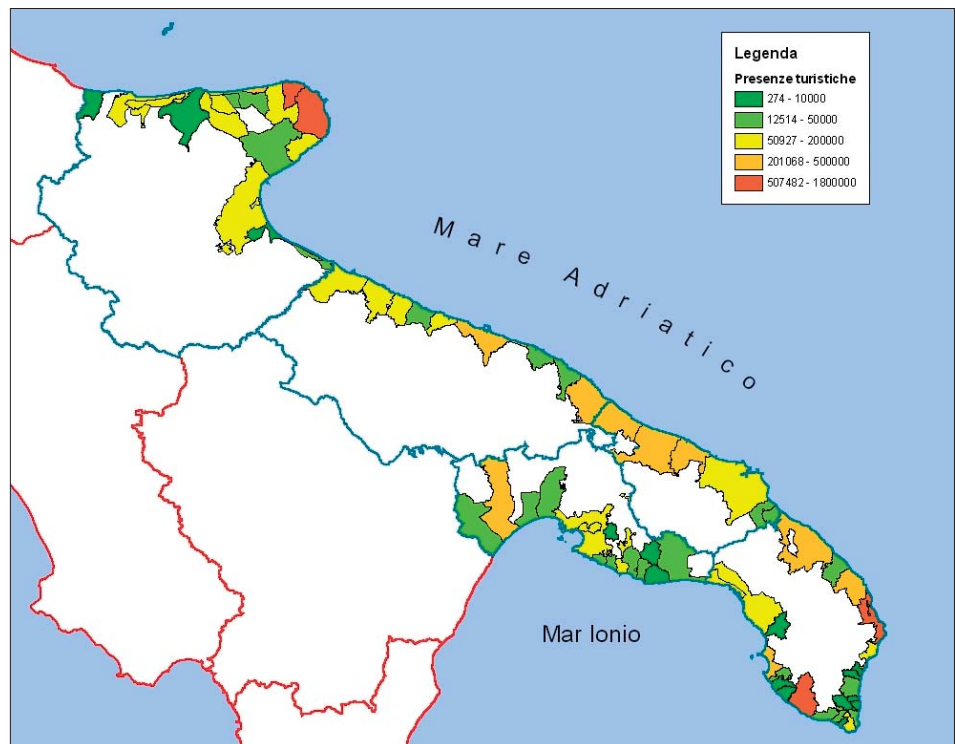 Legenda
Presenze turistiche
274 - 10000
12514 - 50000
50927 - 200000
201068 - 500000
507482 - 1800000
Mare Adriatico
Mar Ionio